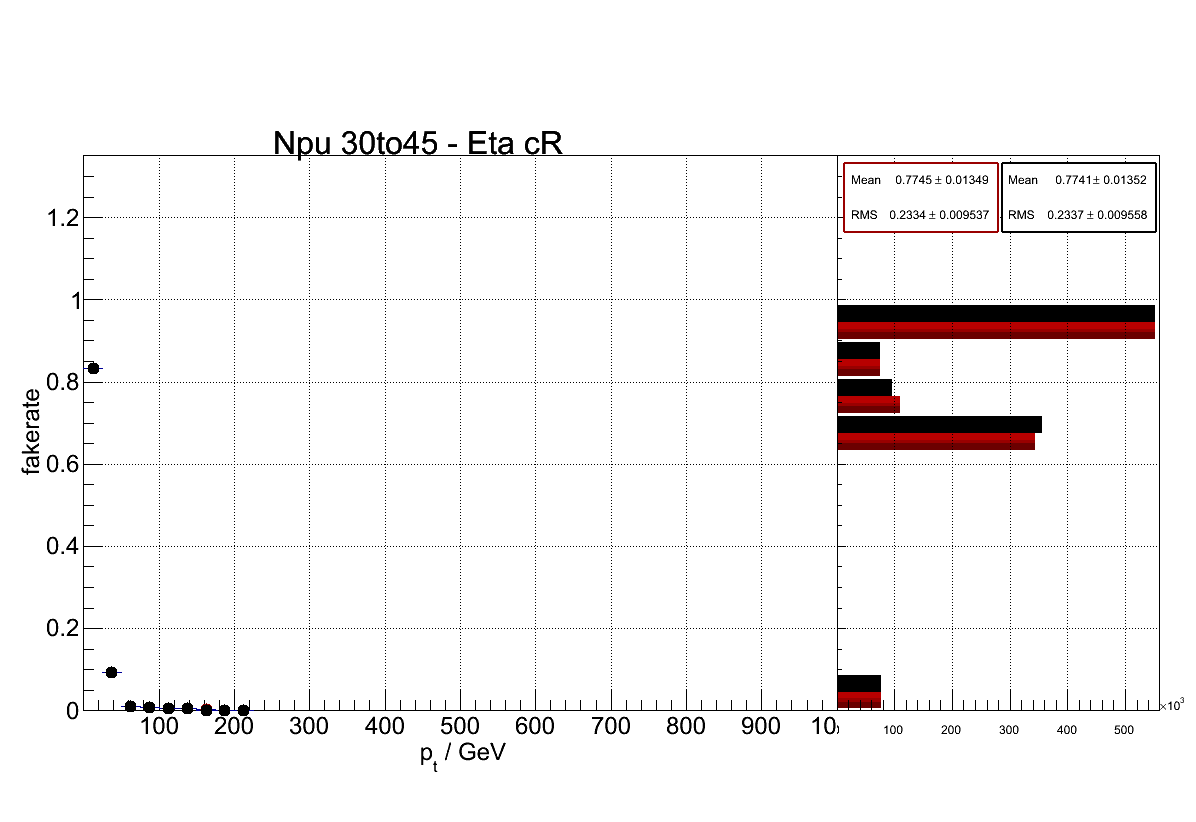 Npu 30to45 - Eta cR
Mean 0.7745 ± 0.01349
RMS 0.2334 ± 0.009537
Mean 0.7741± 0.01352
RMS 0.2337 ± 0.009558
fakerate
1.2
1
0.8
0.6
0.4
0.2
0
100 200 300 400 500 600 700 800 900 10
100 200 300 400 500
×10³
pt / GeV